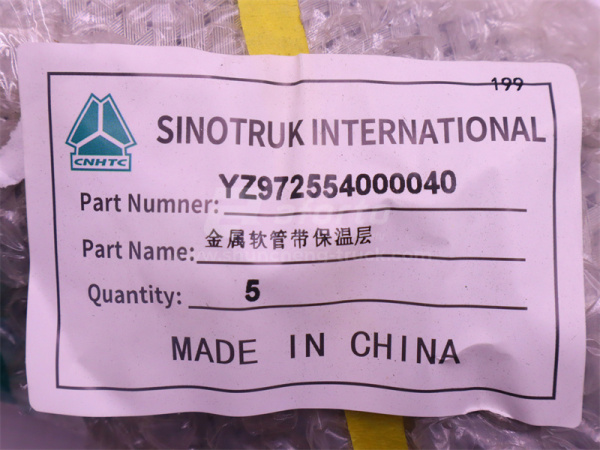 199
SINOTRUK INTERNATIONAL
CNHTC
Part Numner: YZ972554000040
Part Name: 金属软管带保温层
Quantity: 5
MADE IN CHINA